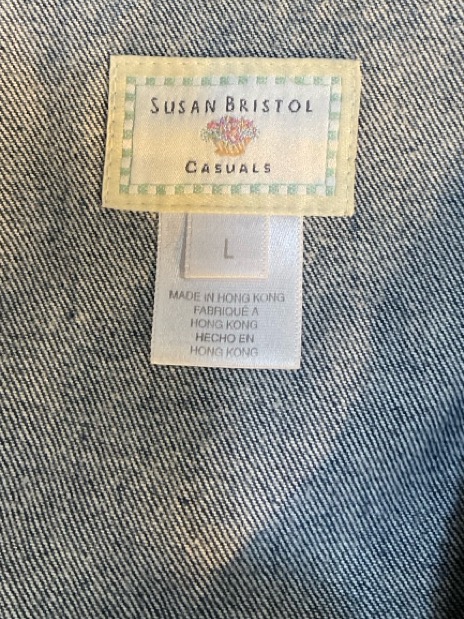 SUSAN BRISTOL
CASUALS
L
MADE IN HONG KONG
FABRIQUÉ À
HONG KONG
HECHO EN
HONG KONG